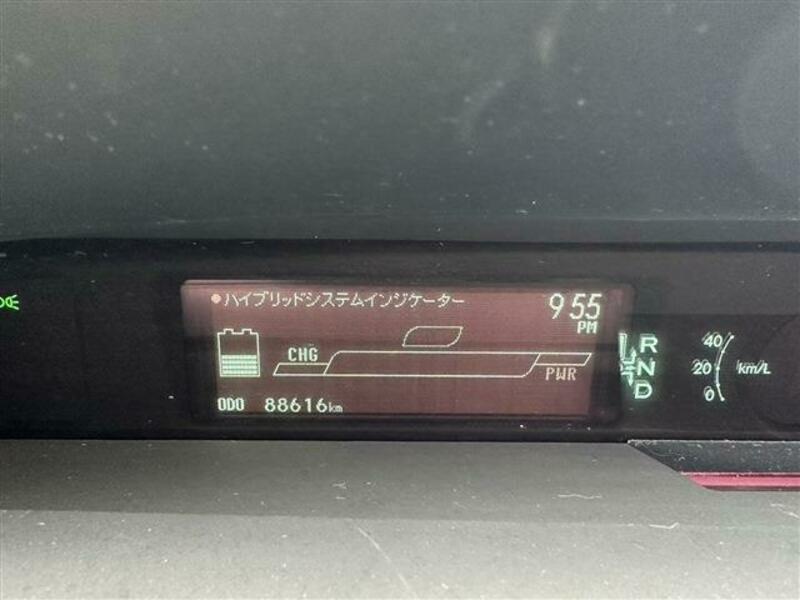 ハイブリッドシステムインジケーター
9:55
PM
CHG
PWR
ODO 88616km
R
N
D
40
20
0
km/L